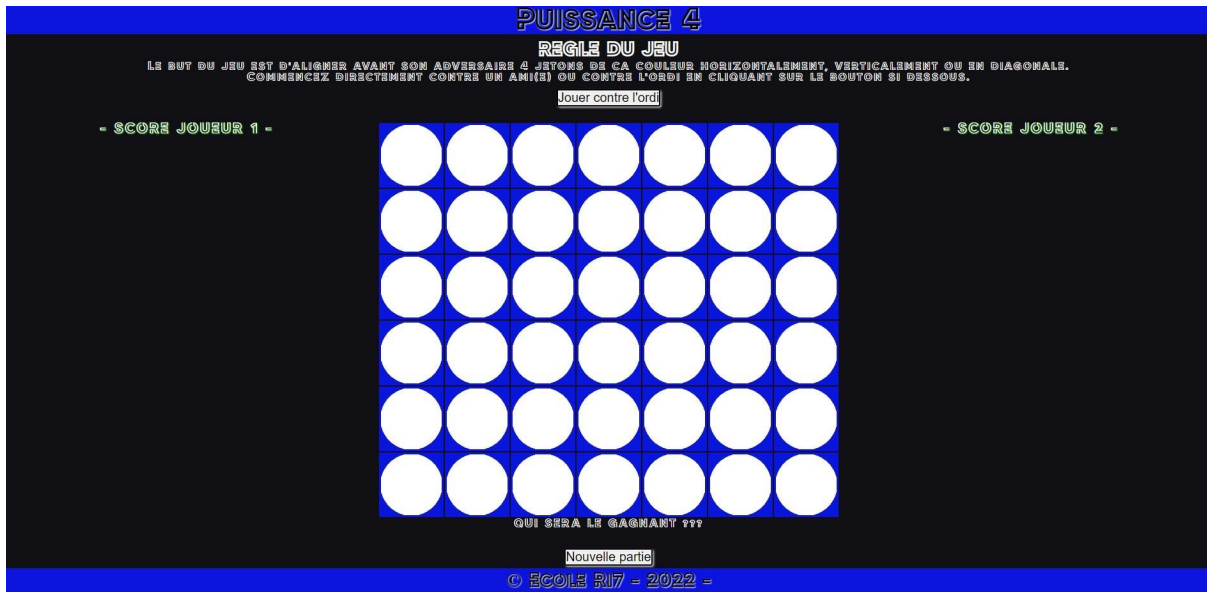 PUISSANCE 4
REGLE DU JEU
LE BUT DU JEU EST D'ALIGNER AVANT SON ADVERSAIRE 4 JETONS DE CA COULEUR HORIZONTALEMENT, VERTICALEMENT OU EN DIAGONALE.
COMMENCEZ DIRECTEMENT CONTRE UN AMI(E) OU CONTRE L'ORDI EN CLIQUANT SUR LE BOUTON SI DESSOUS.
Jouer contre l'ordi
- SCORE JOUEUR 1 -
- SCORE JOUEUR 2 -
QUI SERA LE GAGNANT ???
Nouvelle partie
© ECOLE RI7 - 2022 -